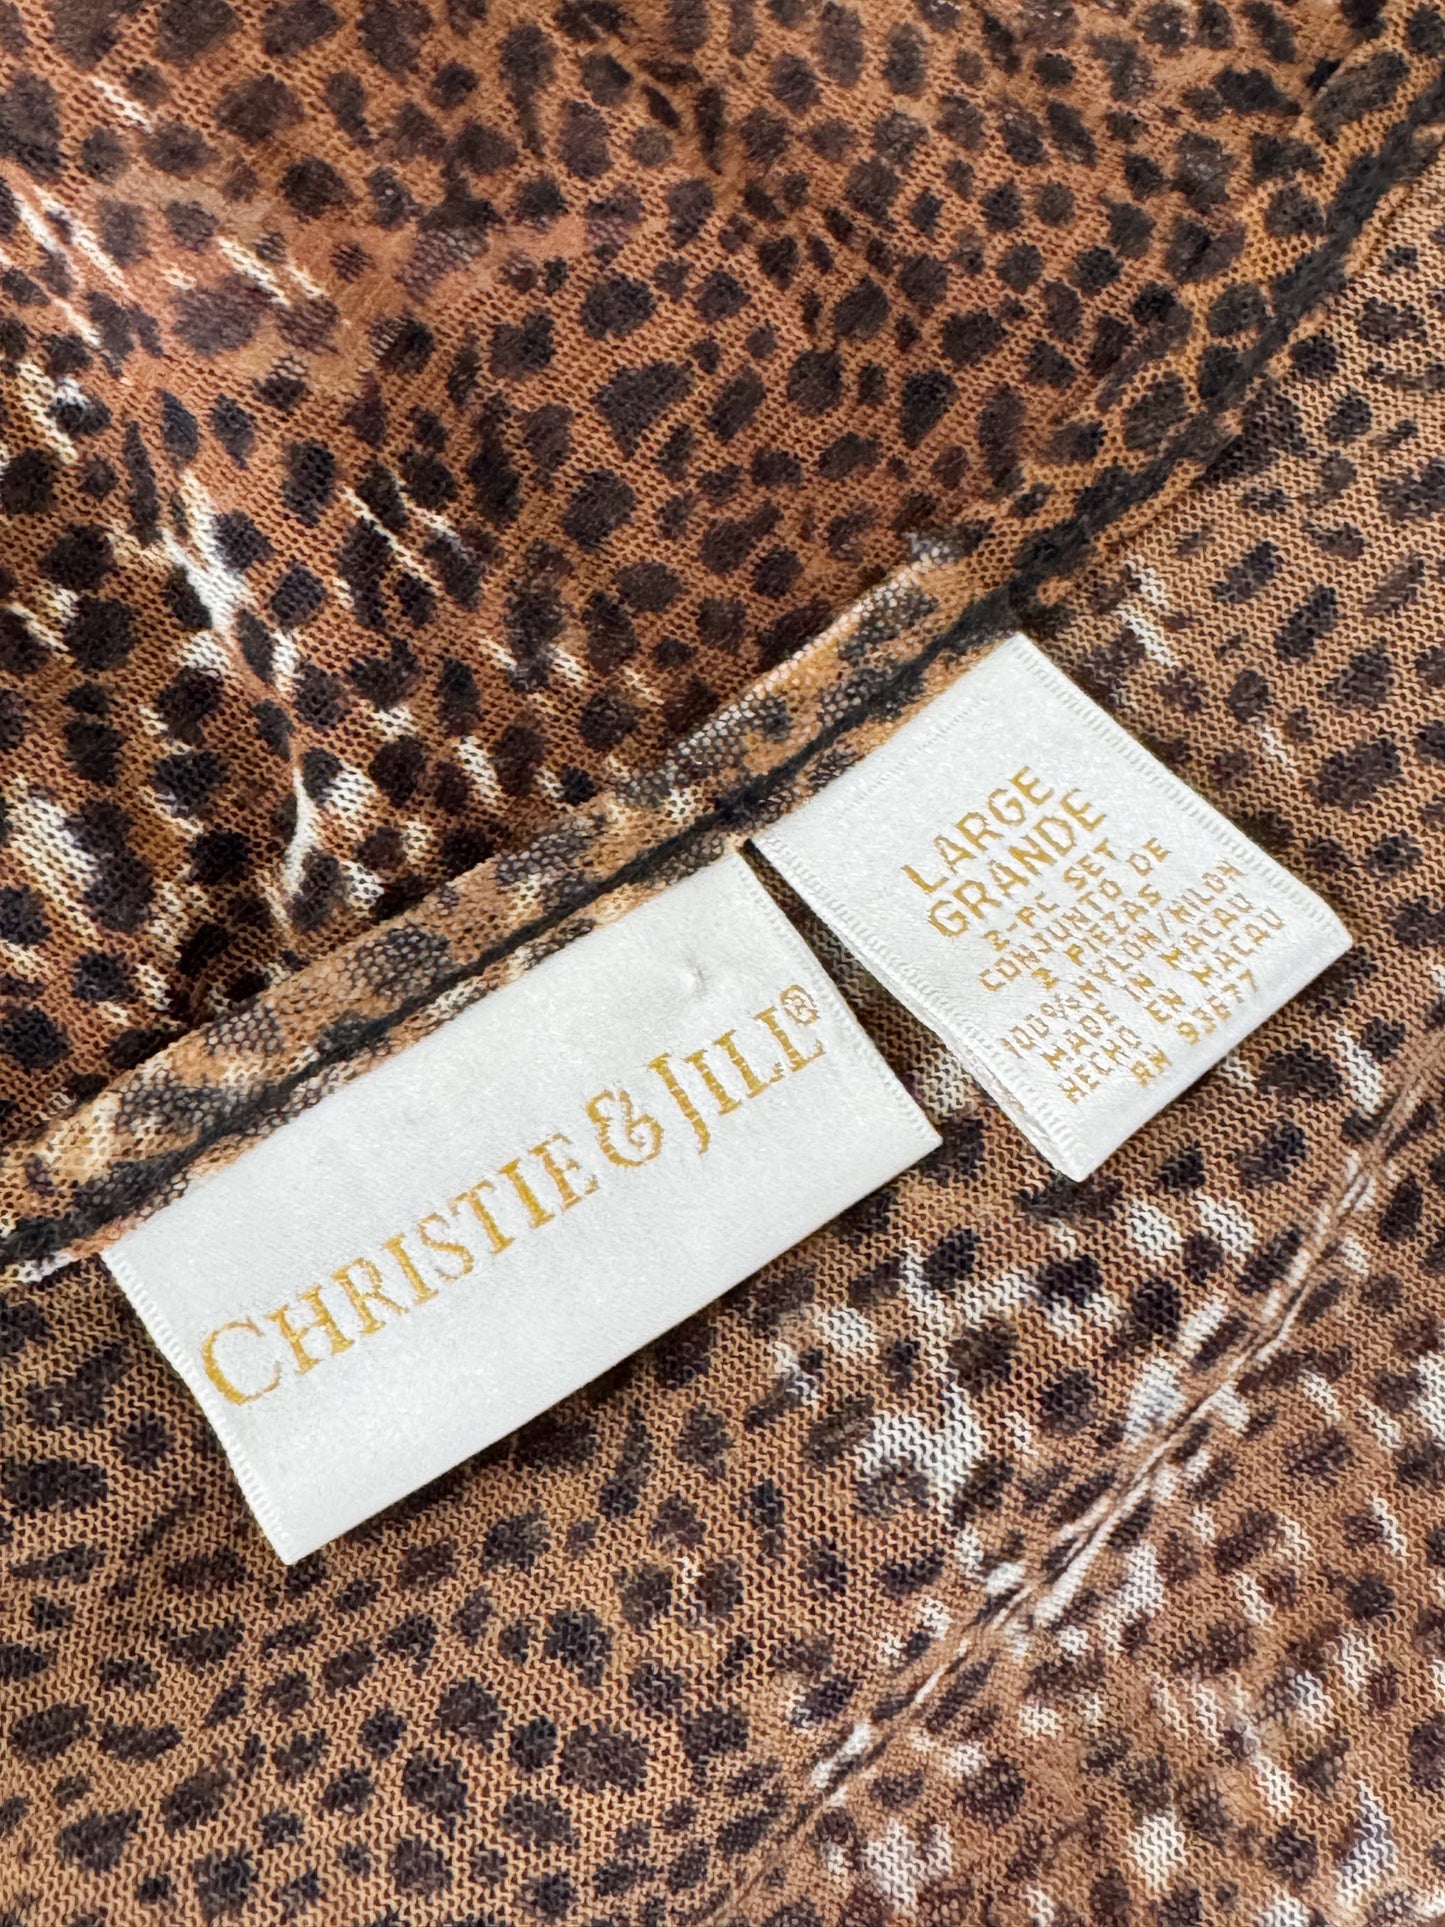 CHRISTIE & JILL®
LARGE
GRANDE
2-PC SET
CONJUNTO DE
2 PIEZAS
100% NYLON/NILON
MADE IN MACAU
HECHO EN MACAU
RN 93677